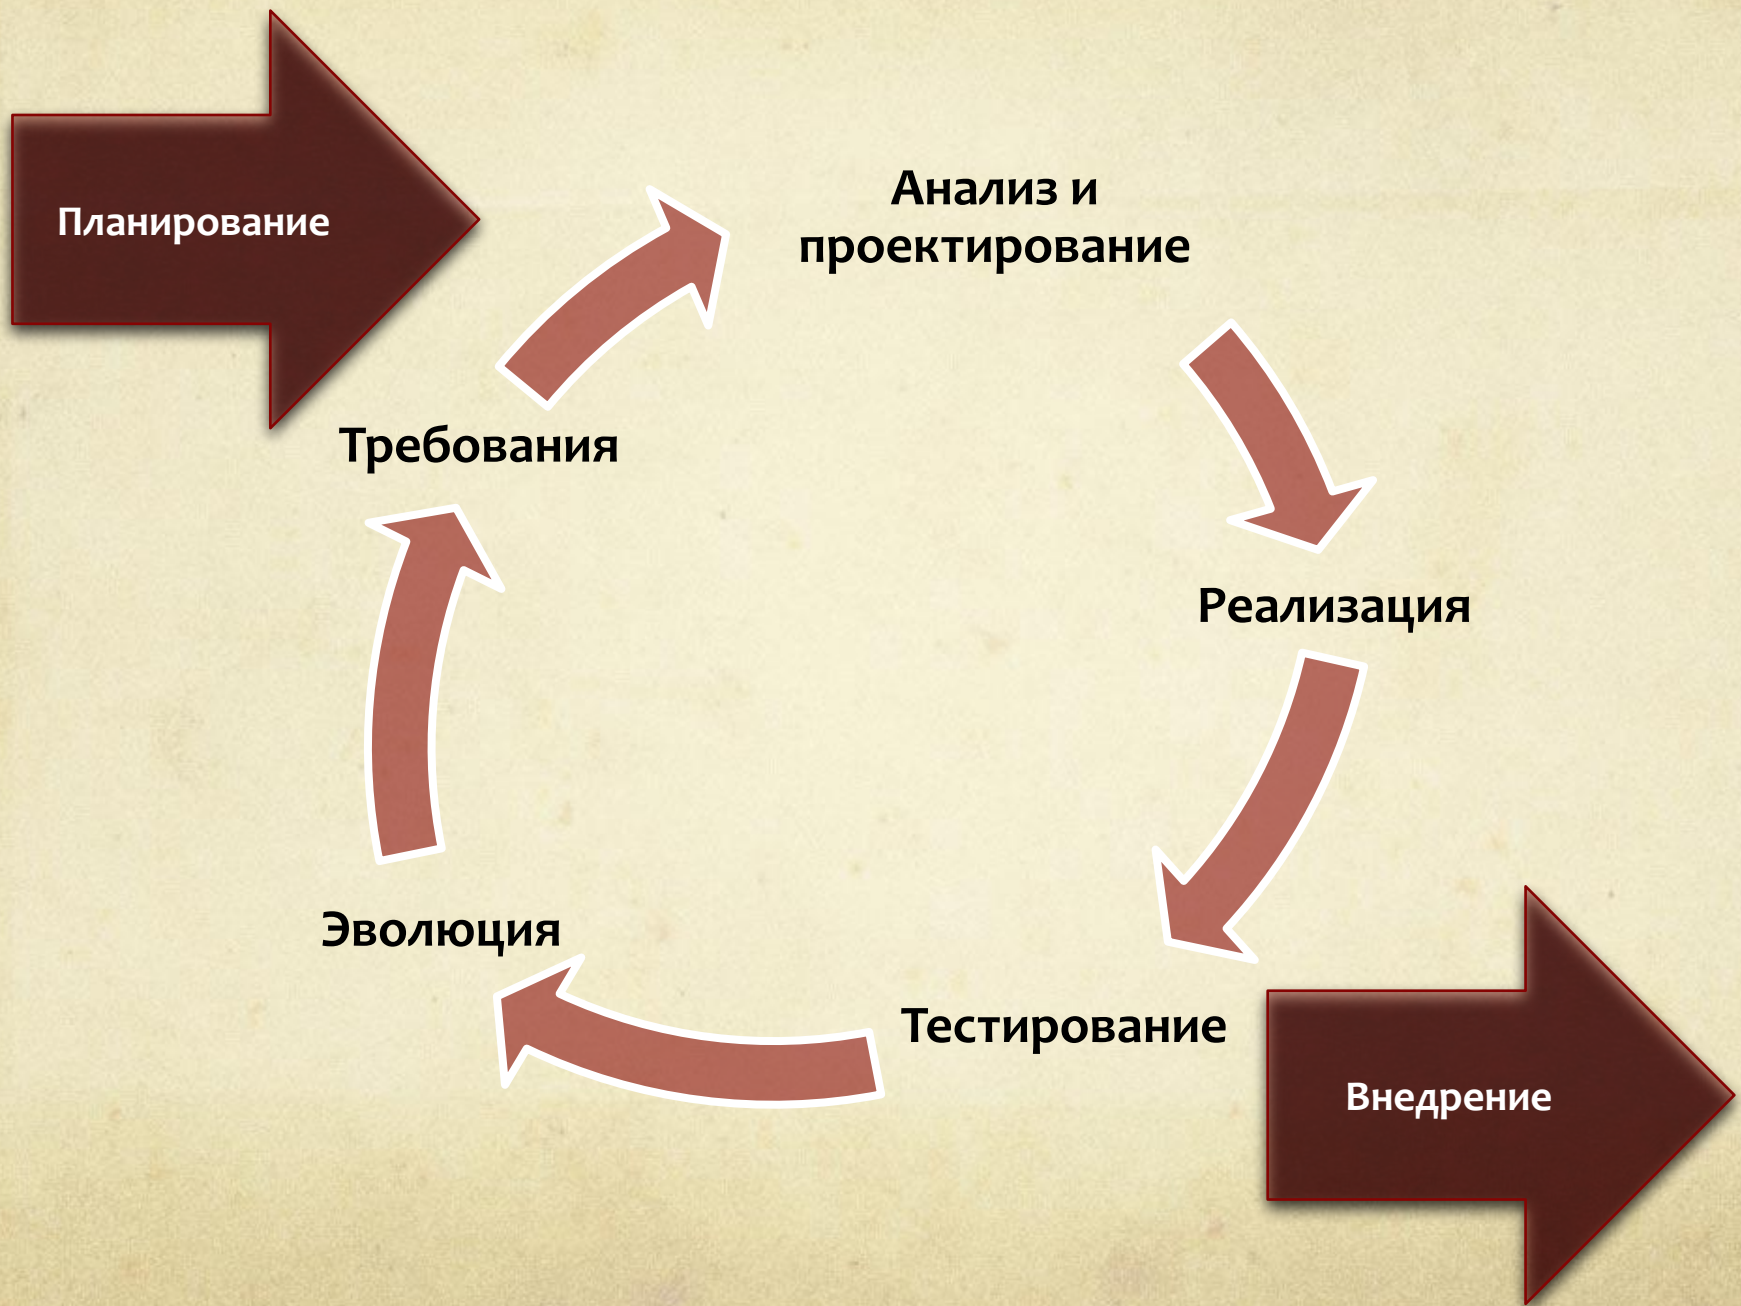 Планирование
Анализ и
проектирование
Требования
Реализация
Эволюция
Тестирование
Внедрение